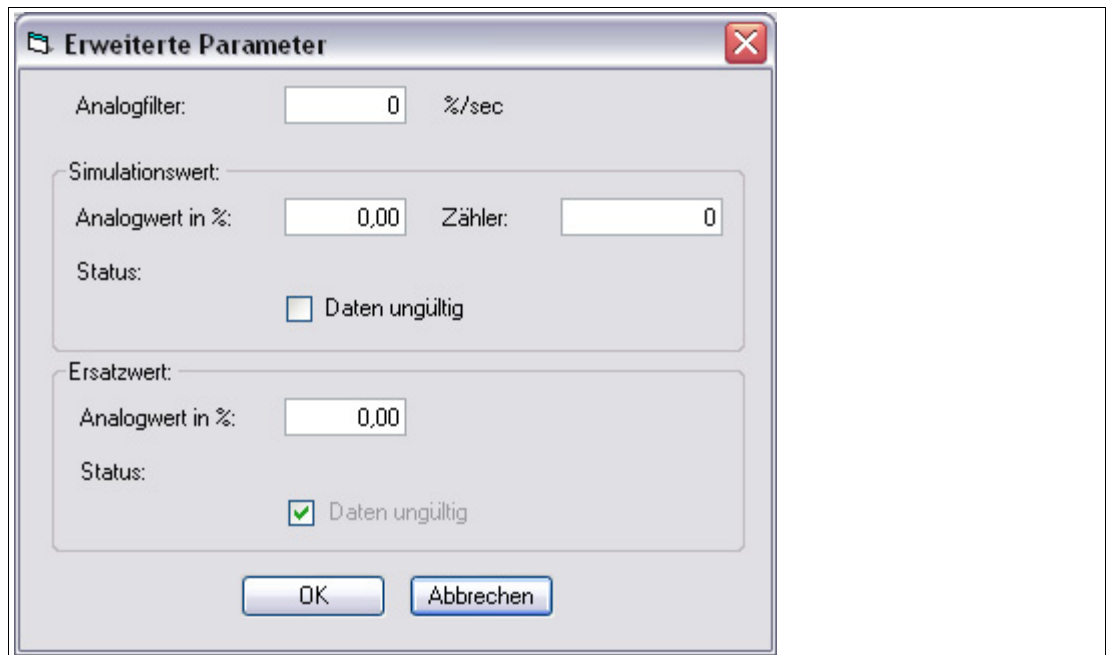 Erweiterte Parameter
Analogfilter: 0 %/sec
Simulationswert:
Analogwert in %: 0,00 Zähler: 0
Status:
Daten ungültig
Ersatzwert:
Analogwert in %: 0,00
Status:
Daten ungültig
OK Abbrechen